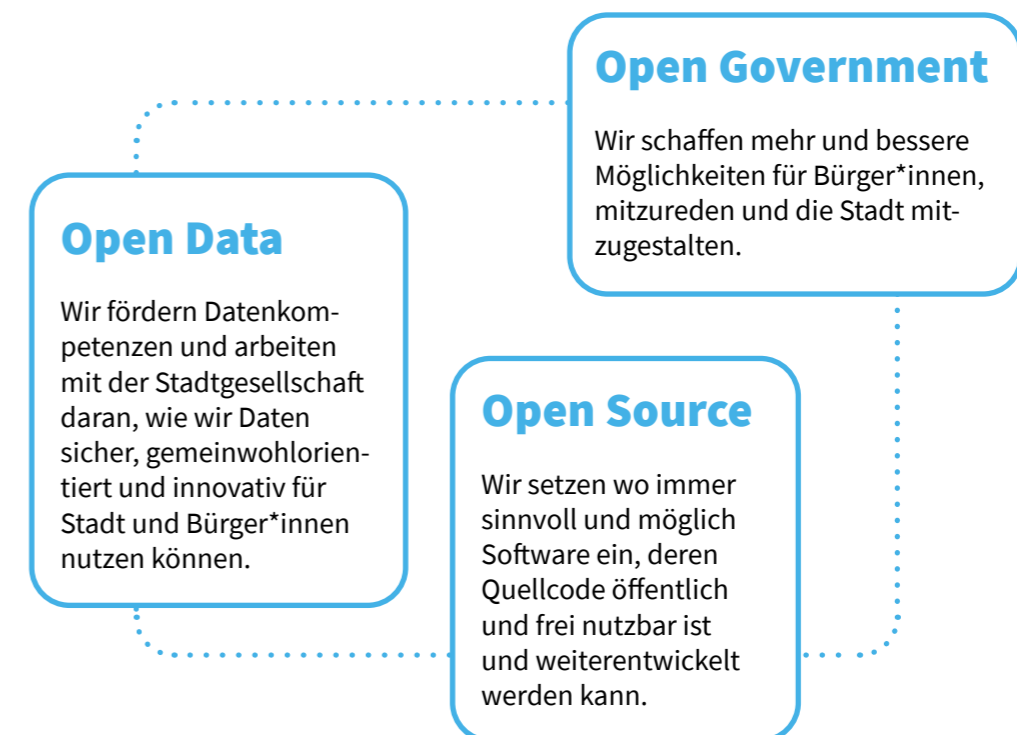 Open Government
Wir schaffen mehr und bessere
Möglichkeiten für Bürger*innen,
mitzureden und die Stadt mit-
zugestalten.
Open Data
Wir fördern Datenkom-
petenzen und arbeiten
mit der Stadtgesellschaft
daran, wie wir Daten
sicher, gemeinwohlorien-
tiert und innovativ für
Stadt und Bürger*innen
nutzen können.
Open Source
Wir setzen wo immer
sinnvoll und möglich
Software ein, deren
Quellcode öffentlich
und frei nutzbar ist
und weiterentwickelt
werden kann.